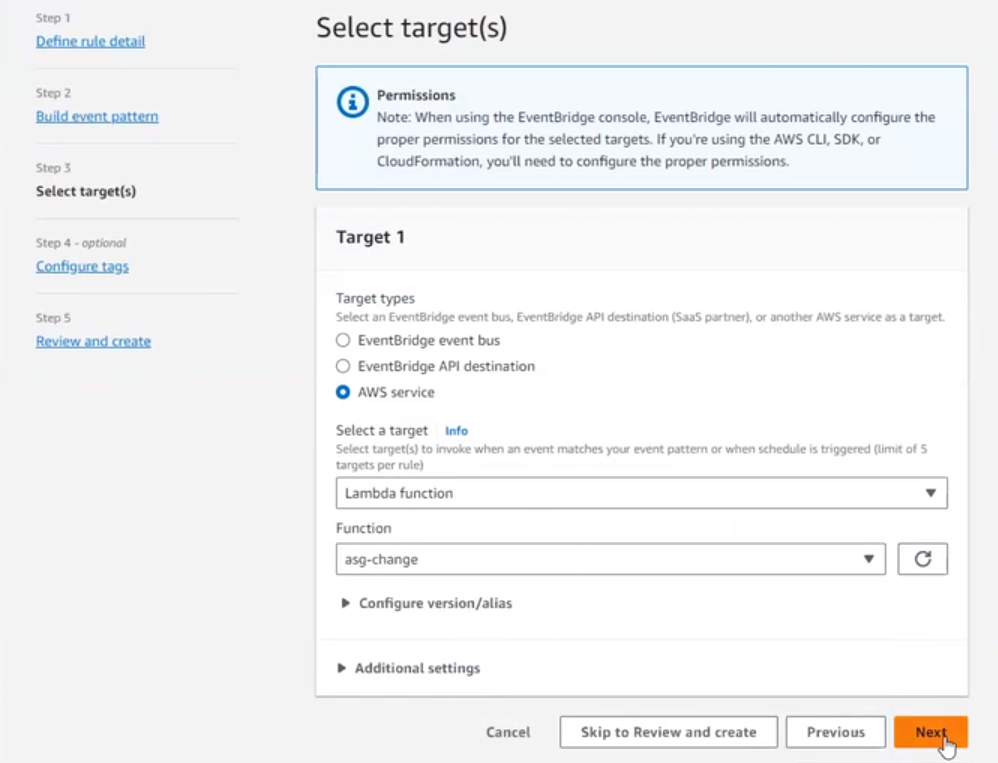 Step 1
Define rule detail
Step 2
Build event pattern
Step 3
Select target(s)
Step 4 - optional
Configure tags
Step 5
Review and create
Select target(s)
Permissions
Note: When using the EventBridge console, EventBridge will automatically configure the
proper permissions for the selected targets. If you're using the AWS CLI, SDK, or
CloudFormation, you'll need to configure the proper permissions.
Target 1
Target types
Select an EventBridge event bus, EventBridge API destination (SaaS partner), or another AWS service as a target.
EventBridge event bus
EventBridge API destination
AWS service
Select a target Info
Select target(s) to invoke when an event matches your event pattern or when schedule is triggered (limit of 5
targets per rule)
Lambda function
Function
asg-change
Configure version/alias
Additional settings
Cancel Skip to Review and create Previous Next